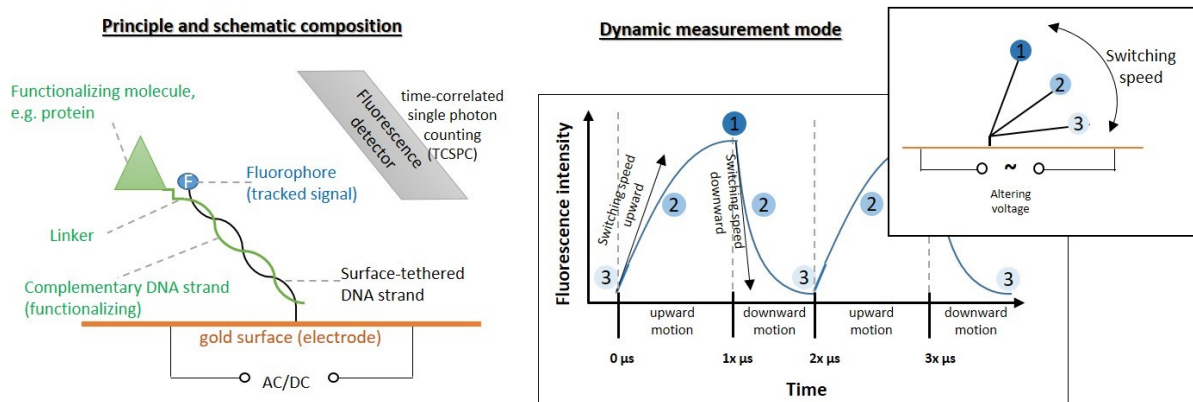 Principle and schematic composition
Functionalizing molecule,
e.g. protein
F
Fluorophore
(tracked signal)
Fluorescence
detector
time-correlated
single photon
counting
(TCSPC)
Linker
Complementary DNA strand
(functionalizing)
Surface-tethered
DNA strand
gold surface (electrode)
AC/DC
Dynamic measurement mode
Fluorescence intensity
3
Switching speed
upward
2
1
Switching speed
downward
2
3
2
3
upward
motion
downward
motion
upward
motion
downward
motion
0 µs
1x µs
2x µs
3x µs
Time
1
2
3
Switching
speed
~
Altering
voltage